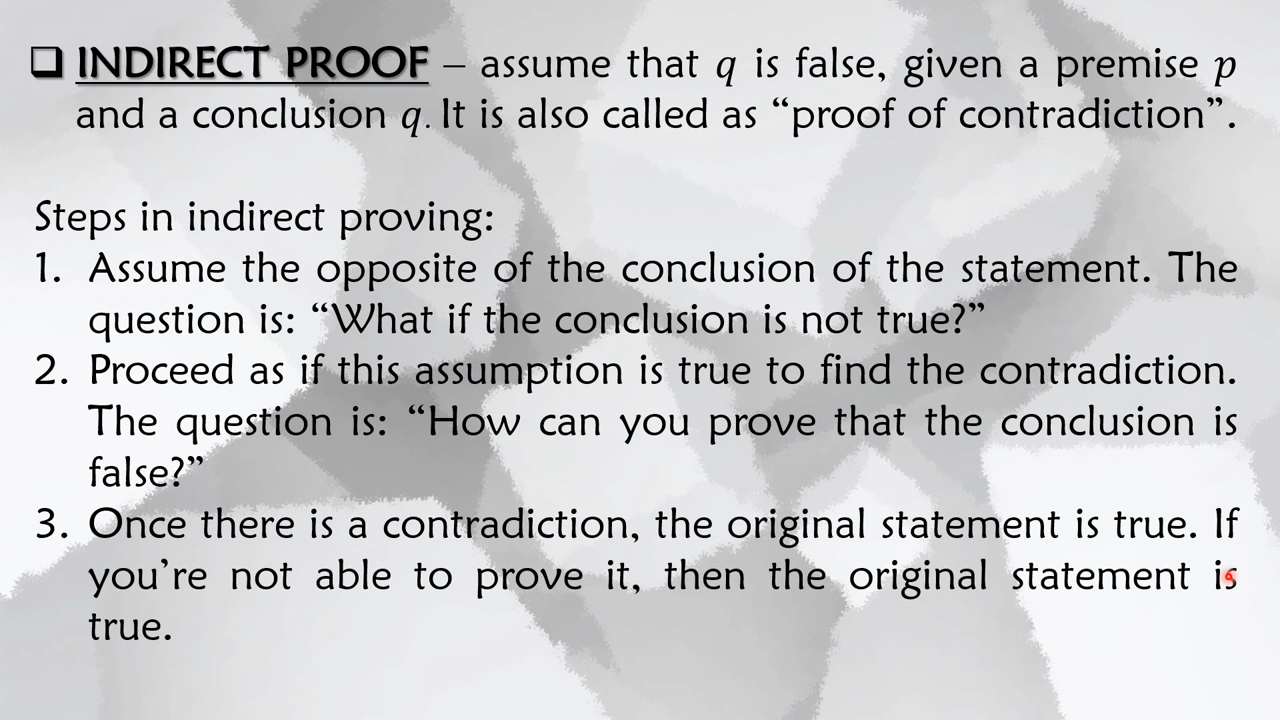 ❑ INDIRECT PROOF – assume that q is false, given a premise p
and a conclusion q. It is also called as “proof of contradiction”.
Steps in indirect proving:
1. Assume the opposite of the conclusion of the statement. The
question is: “What if the conclusion is not true?”
2. Proceed as if this assumption is true to find the contradiction.
The question is: “How can you prove that the conclusion is
false?”
3. Once there is a contradiction, the original statement is true. If
you’re not able to prove it, then the original statement is
true.